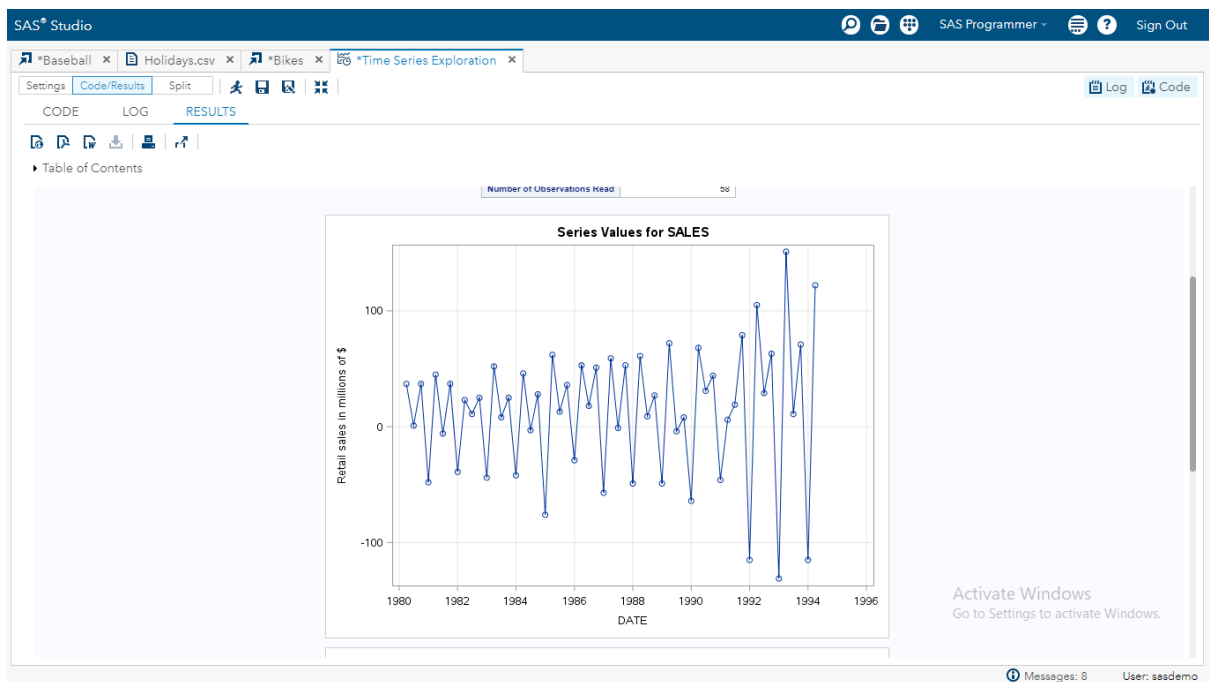 SAS® Studio SAS Programmer Sign Out
*Baseball × Holidays.csv × *Bikes × *Time Series Exploration ×
Settings Code/Results Split Log Code
CODE LOG RESULTS
Table of Contents
Number of Observations Read 58
Series Values for SALES
100
0
-100
Retail sales in millions of $
1980 1982 1984 1986 1988 1990 1992 1994 1996
DATE
Activate Windows
Go to Settings to activate Windows.
Messages: 8 User: sasdemo